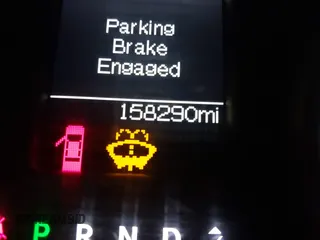 Parking
Brake
Engaged
158290mi
P R N D